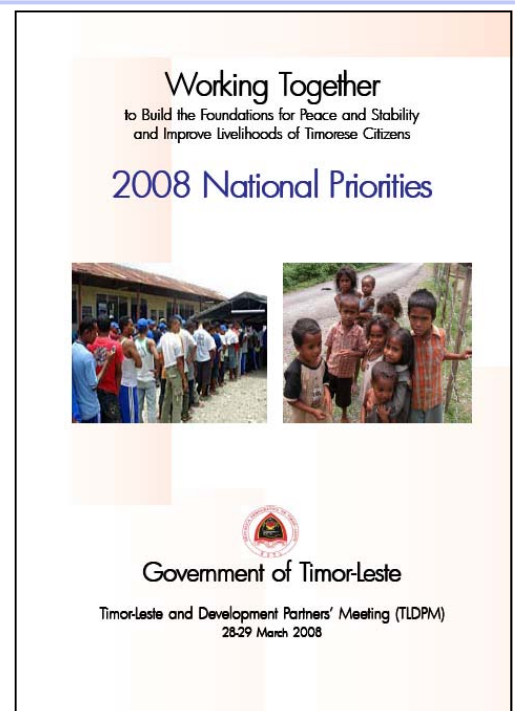 Working Together
to Build the Foundations for Peace and Stability
and Improve Livelihoods of Timorese Citizens
2008 National Priorities
Government of Timor-Leste
Timor-Leste and Development Partners' Meeting (TLDPM)
28-29 March 2008